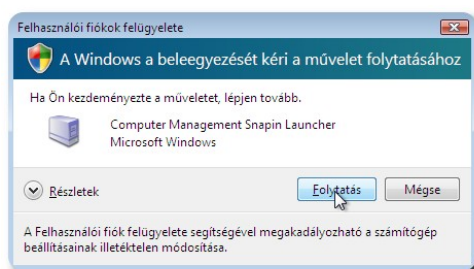 Felhasználói fiókok felügyelete
A Windows a beleegyezését kéri a művelet folytatásához
Ha Ön kezdeményezte a műveletet, lépjen tovább.
Computer Management Snapin Launcher
Microsoft Windows
Részletek
Folytatás
Mégse
A Felhasználói fiók felügyelete segítségével megakadályozható a számítógép
beállításainak illetéktelen módosítása.